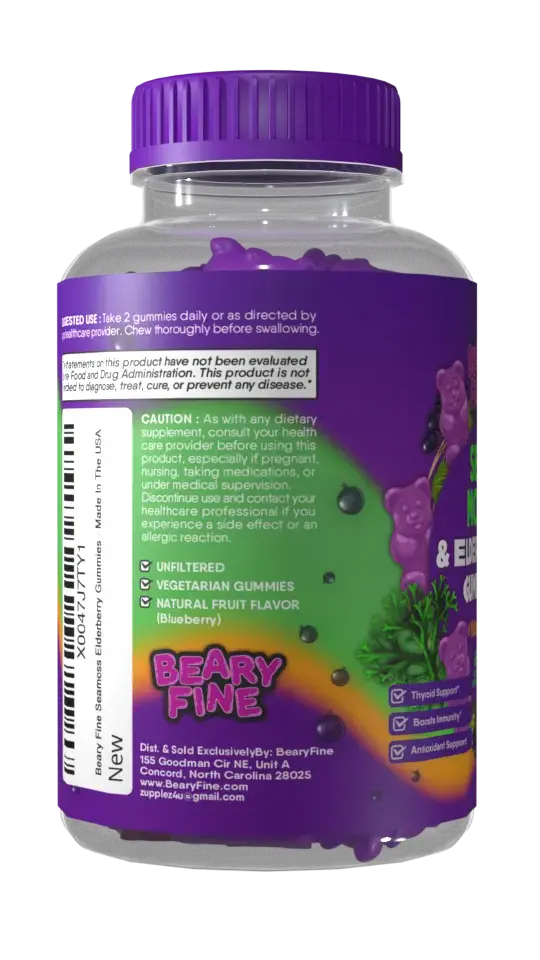 GESTED USE : Take 2 gummies daily or as directed by
healthcare provider. Chew thoroughly before swallowing.
tatements on this product have not been evaluated
Food and Drug Administration. This product is not
nded to diagnose, treat, cure, or prevent any disease.*
CAUTION : As with any dietary
supplement, consult your health
care provider before using this
product, especially if pregnant,
nursing, taking medications, or
under medical supervision.
Discontinue use and contact your
healthcare professional if you
experience a side effect or an
allergic reaction.
UNFILTERED
VEGETARIAN GUMMIES
NATURAL FRUIT FLAVOR
(Blueberry)
BEARY
FINE
Dist. & Sold ExclusivelyBy: BearyFine
155 Goodman Cir NE, Unit A
Concord, North Carolina 28025
www.BearyFine.com
zupplez4u@gmail.com
X0047J7TY1
Beary Fine Seamoss Elderberry Gummies Made In The USA
New
& ELDE
Thyroid Support*
Boosts Immunity*
Antioxidant Support*